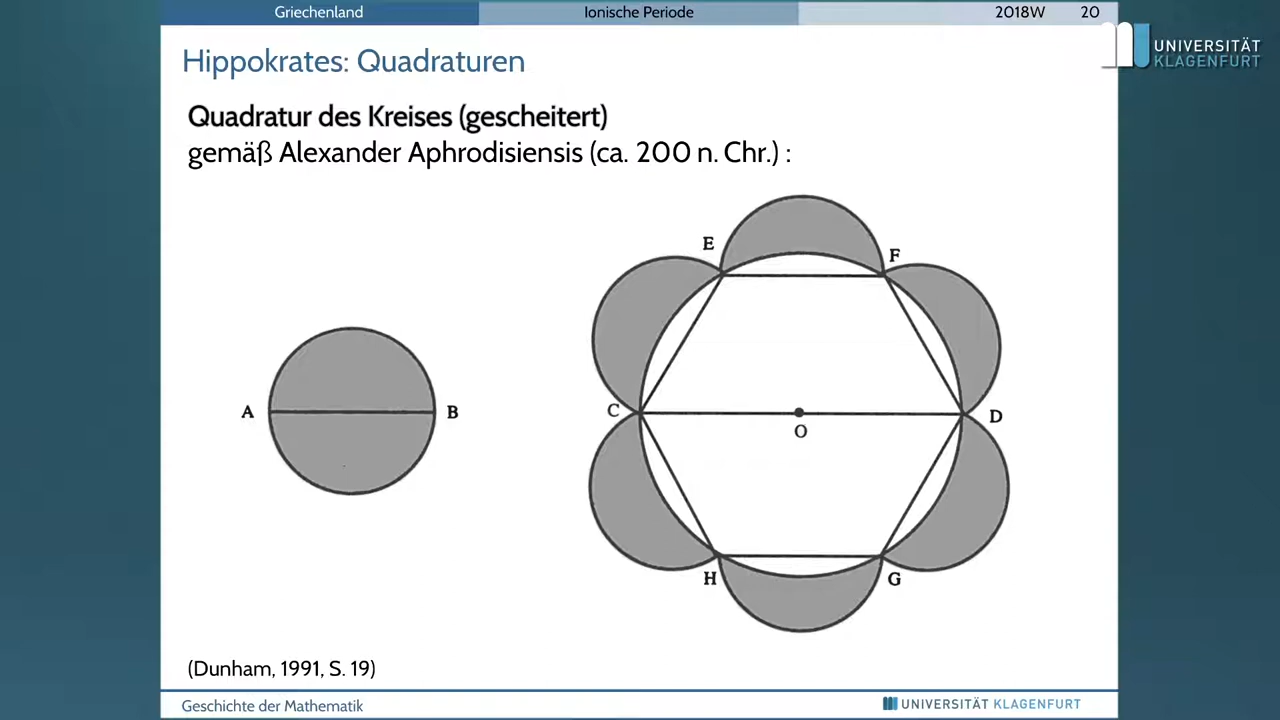 Griechenland Ionische Periode 2018W 20
UNIVERSITÄT
KLAGENFURT
Hippokrates: Quadraturen
Quadratur des Kreises (gescheitert)
gemäß Alexander Aphrodisiensis (ca. 200 n. Chr.) :
E
F
A
B
C
O
D
H
G
(Dunham, 1991, S. 19)
Geschichte der Mathematik UNIVERSITÄT KLAGENFURT